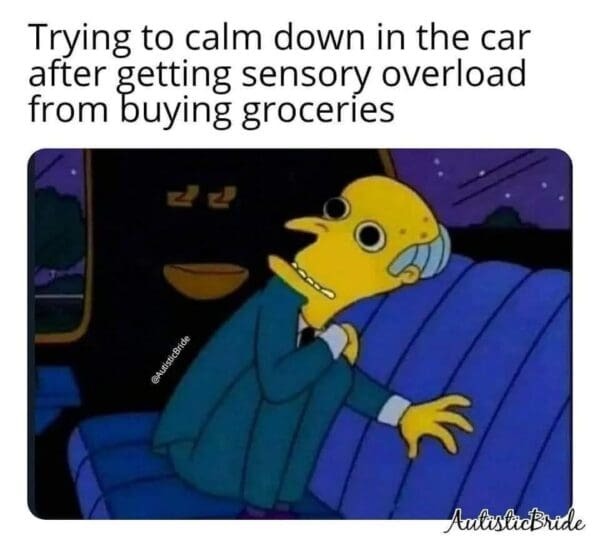 Trying to calm down in the car
after getting sensory overload
from buying groceries
@AutisticBride
AutisticBride